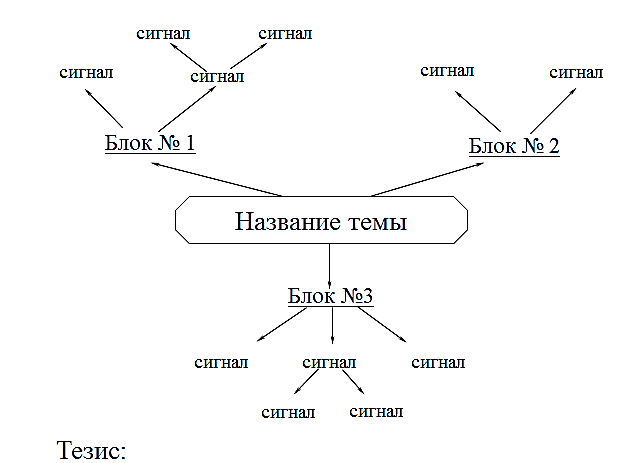 сигнал сигнал
сигнал сигнал сигнал сигнал
Блок № 1 Блок № 2
Название темы
Блок №3
сигнал сигнал сигнал
сигнал сигнал
Тезис: